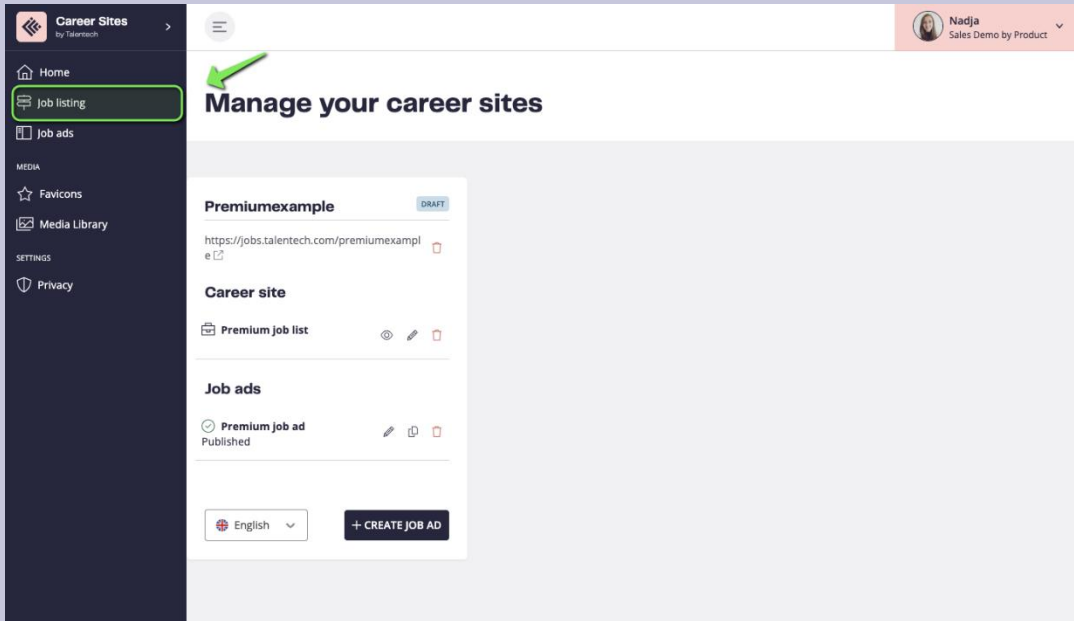 Career Sites
by Talentech
Home
Job listing
Job ads
MEDIA
Favicons
Media Library
SETTINGS
Privacy
Nadja
Sales Demo by Product
Manage your career sites
Premiumexample
DRAFT
https://jobs.talentech.com/premiumexampl
e
Career site
Premium job list
Job ads
Premium job ad
Published
English
+ CREATE JOB AD